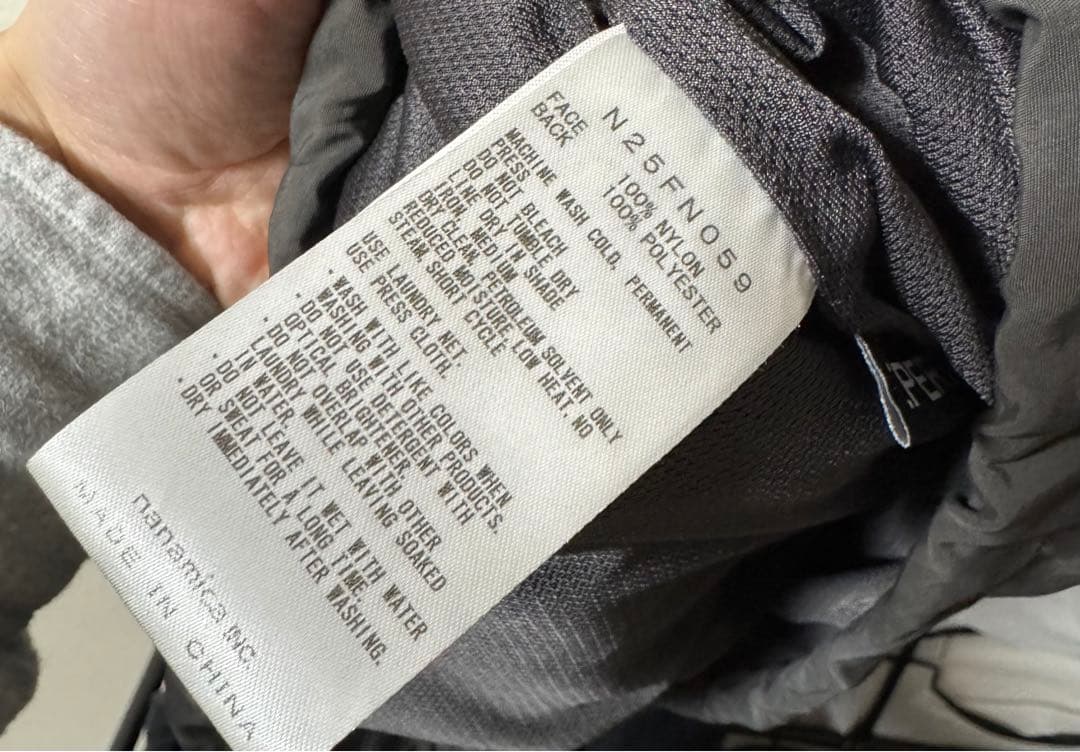 N25FN059
FACE 100% NYLON
BACK 100% POLYESTER
MACHINE WASH COLD, PERMANENT
PRESS
DO NOT BLEACH
DO NOT TUMBLE DRY
LINE DRY IN SHADE
IRON, MEDIUM
DRY CLEAN, PETROLEUM SOLVENT ONLY
REDUCED MOISTURE, LOW HEAT, NO
STEAM, SHORT CYCLE
USE LAUNDRY NET.
USE PRESS CLOTH.
・WASH WITH LIKE COLORS WHEN
WASHING WITH OTHER PRODUCTS.
・DO NOT USE DETERGENT WITH
OPTICAL BRIGHTENER.
・DO NOT OVERLAP WITH OTHER
LAUNDRY WHILE LEAVING SOAKED
IN WATER.
・DO NOT LEAVE IT WET WITH WATER
OR SWEAT FOR A LONG TIME.
・DRY IMMEDIATELY AFTER WASHING.
nanamica INC.
MADE IN CHINA